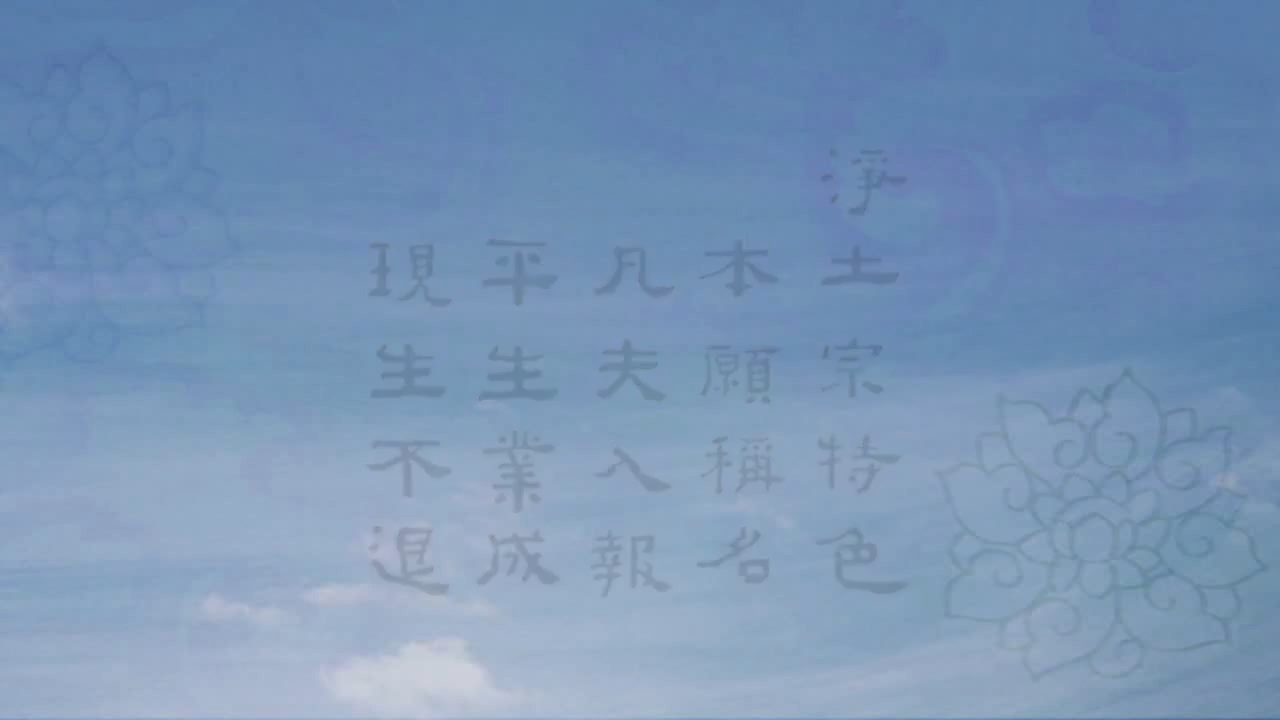 淨土宗特色
本願稱名
凡夫入報
平生業成
現生不退